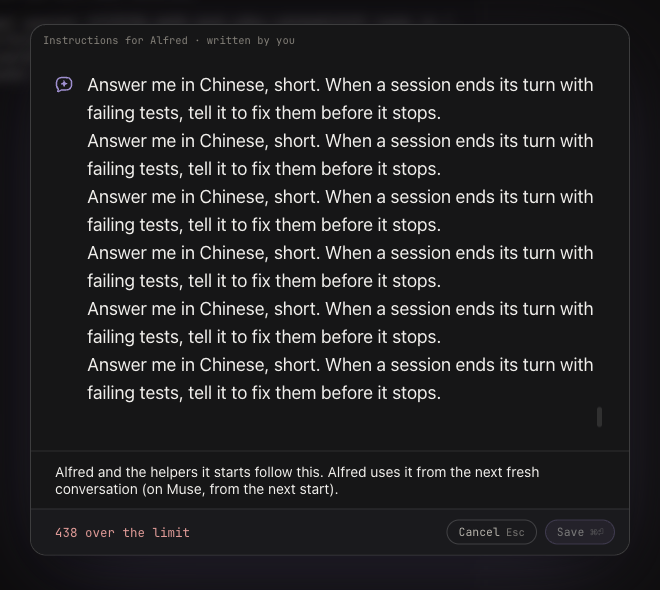 Instructions for Alfred · written by you
Answer me in Chinese, short. When a session ends its turn with
failing tests, tell it to fix them before it stops.
Answer me in Chinese, short. When a session ends its turn with
failing tests, tell it to fix them before it stops.
Answer me in Chinese, short. When a session ends its turn with
failing tests, tell it to fix them before it stops.
Answer me in Chinese, short. When a session ends its turn with
failing tests, tell it to fix them before it stops.
Answer me in Chinese, short. When a session ends its turn with
failing tests, tell it to fix them before it stops.
Answer me in Chinese, short. When a session ends its turn with
failing tests, tell it to fix them before it stops.
Alfred and the helpers it starts follow this. Alfred uses it from the next fresh
conversation (on Muse, from the next start).
438 over the limit
Cancel Esc
Save